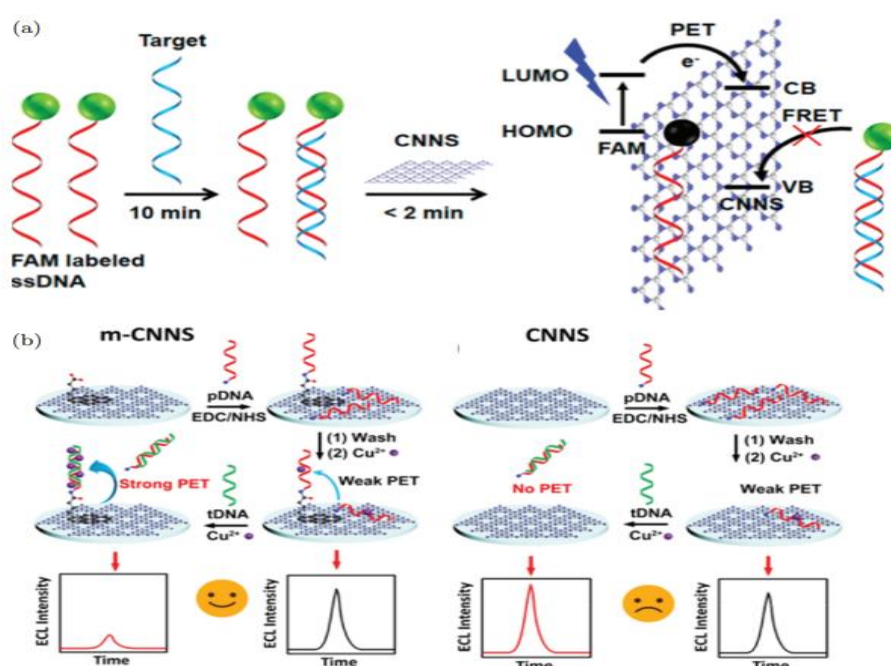 (a)
Target
10 min
FAM labeled
ssDNA
CNNS
< 2 min
PET
e-
LUMO
CB
HOMO
FRET
FAM
VB
CNNS
(b)
m-CNNS
pDNA
EDC/NHS
(1) Wash
(2) Cu²⁺
Strong PET
Weak PET
tDNA
Cu²⁺
ECL Intensity
Time
ECL Intensity
Time
CNNS
pDNA
EDC/NHS
(1) Wash
(2) Cu²⁺
No PET
Weak PET
tDNA
Cu²⁺
ECL Intensity
Time
ECL Intensity
Time